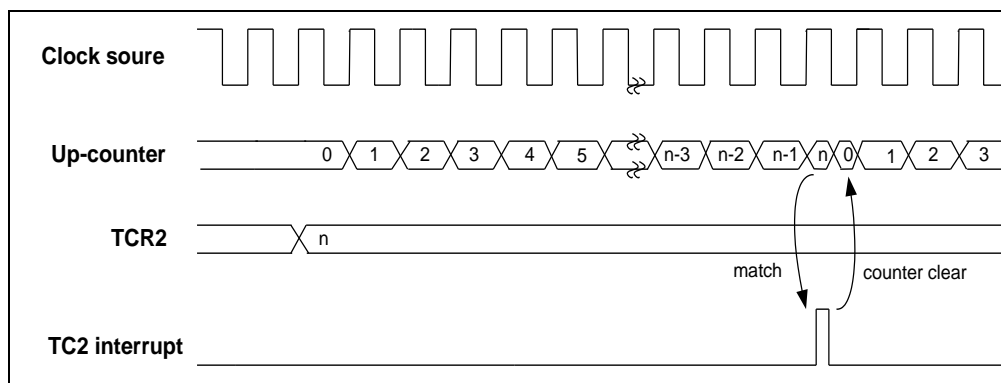 Clock soure
Up-counter
0 1 2 3 4 5 n-3 n-2 n-1 n 0 1 2 3
TCR2
n
match
counter clear
TC2 interrupt